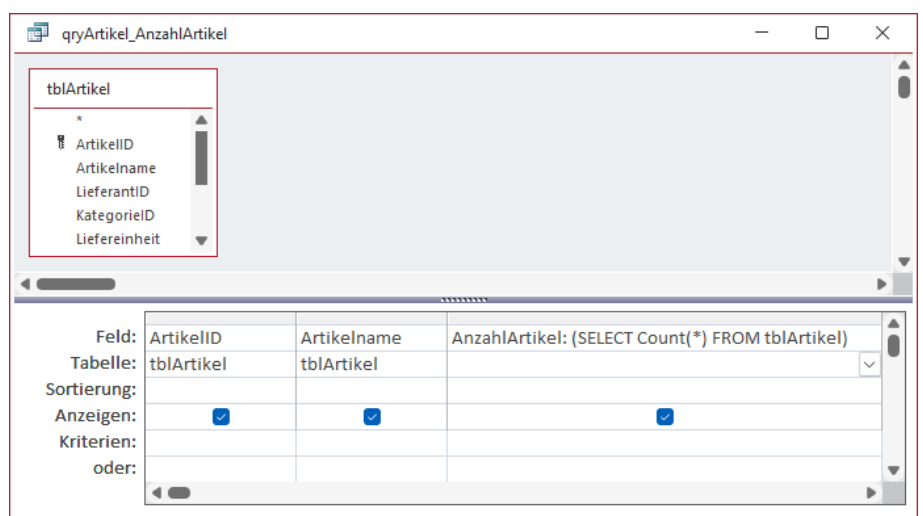 qryArtikel_AnzahlArtikel
tblArtikel
*
ArtikelID
Artikelname
LieferantID
KategorieID
Liefereinheit
Feld: ArtikelID Artikelname AnzahlArtikel: (SELECT Count(*) FROM tblArtikel)
Tabelle: tblArtikel tblArtikel
Sortierung:
Anzeigen:
Kriterien:
oder: